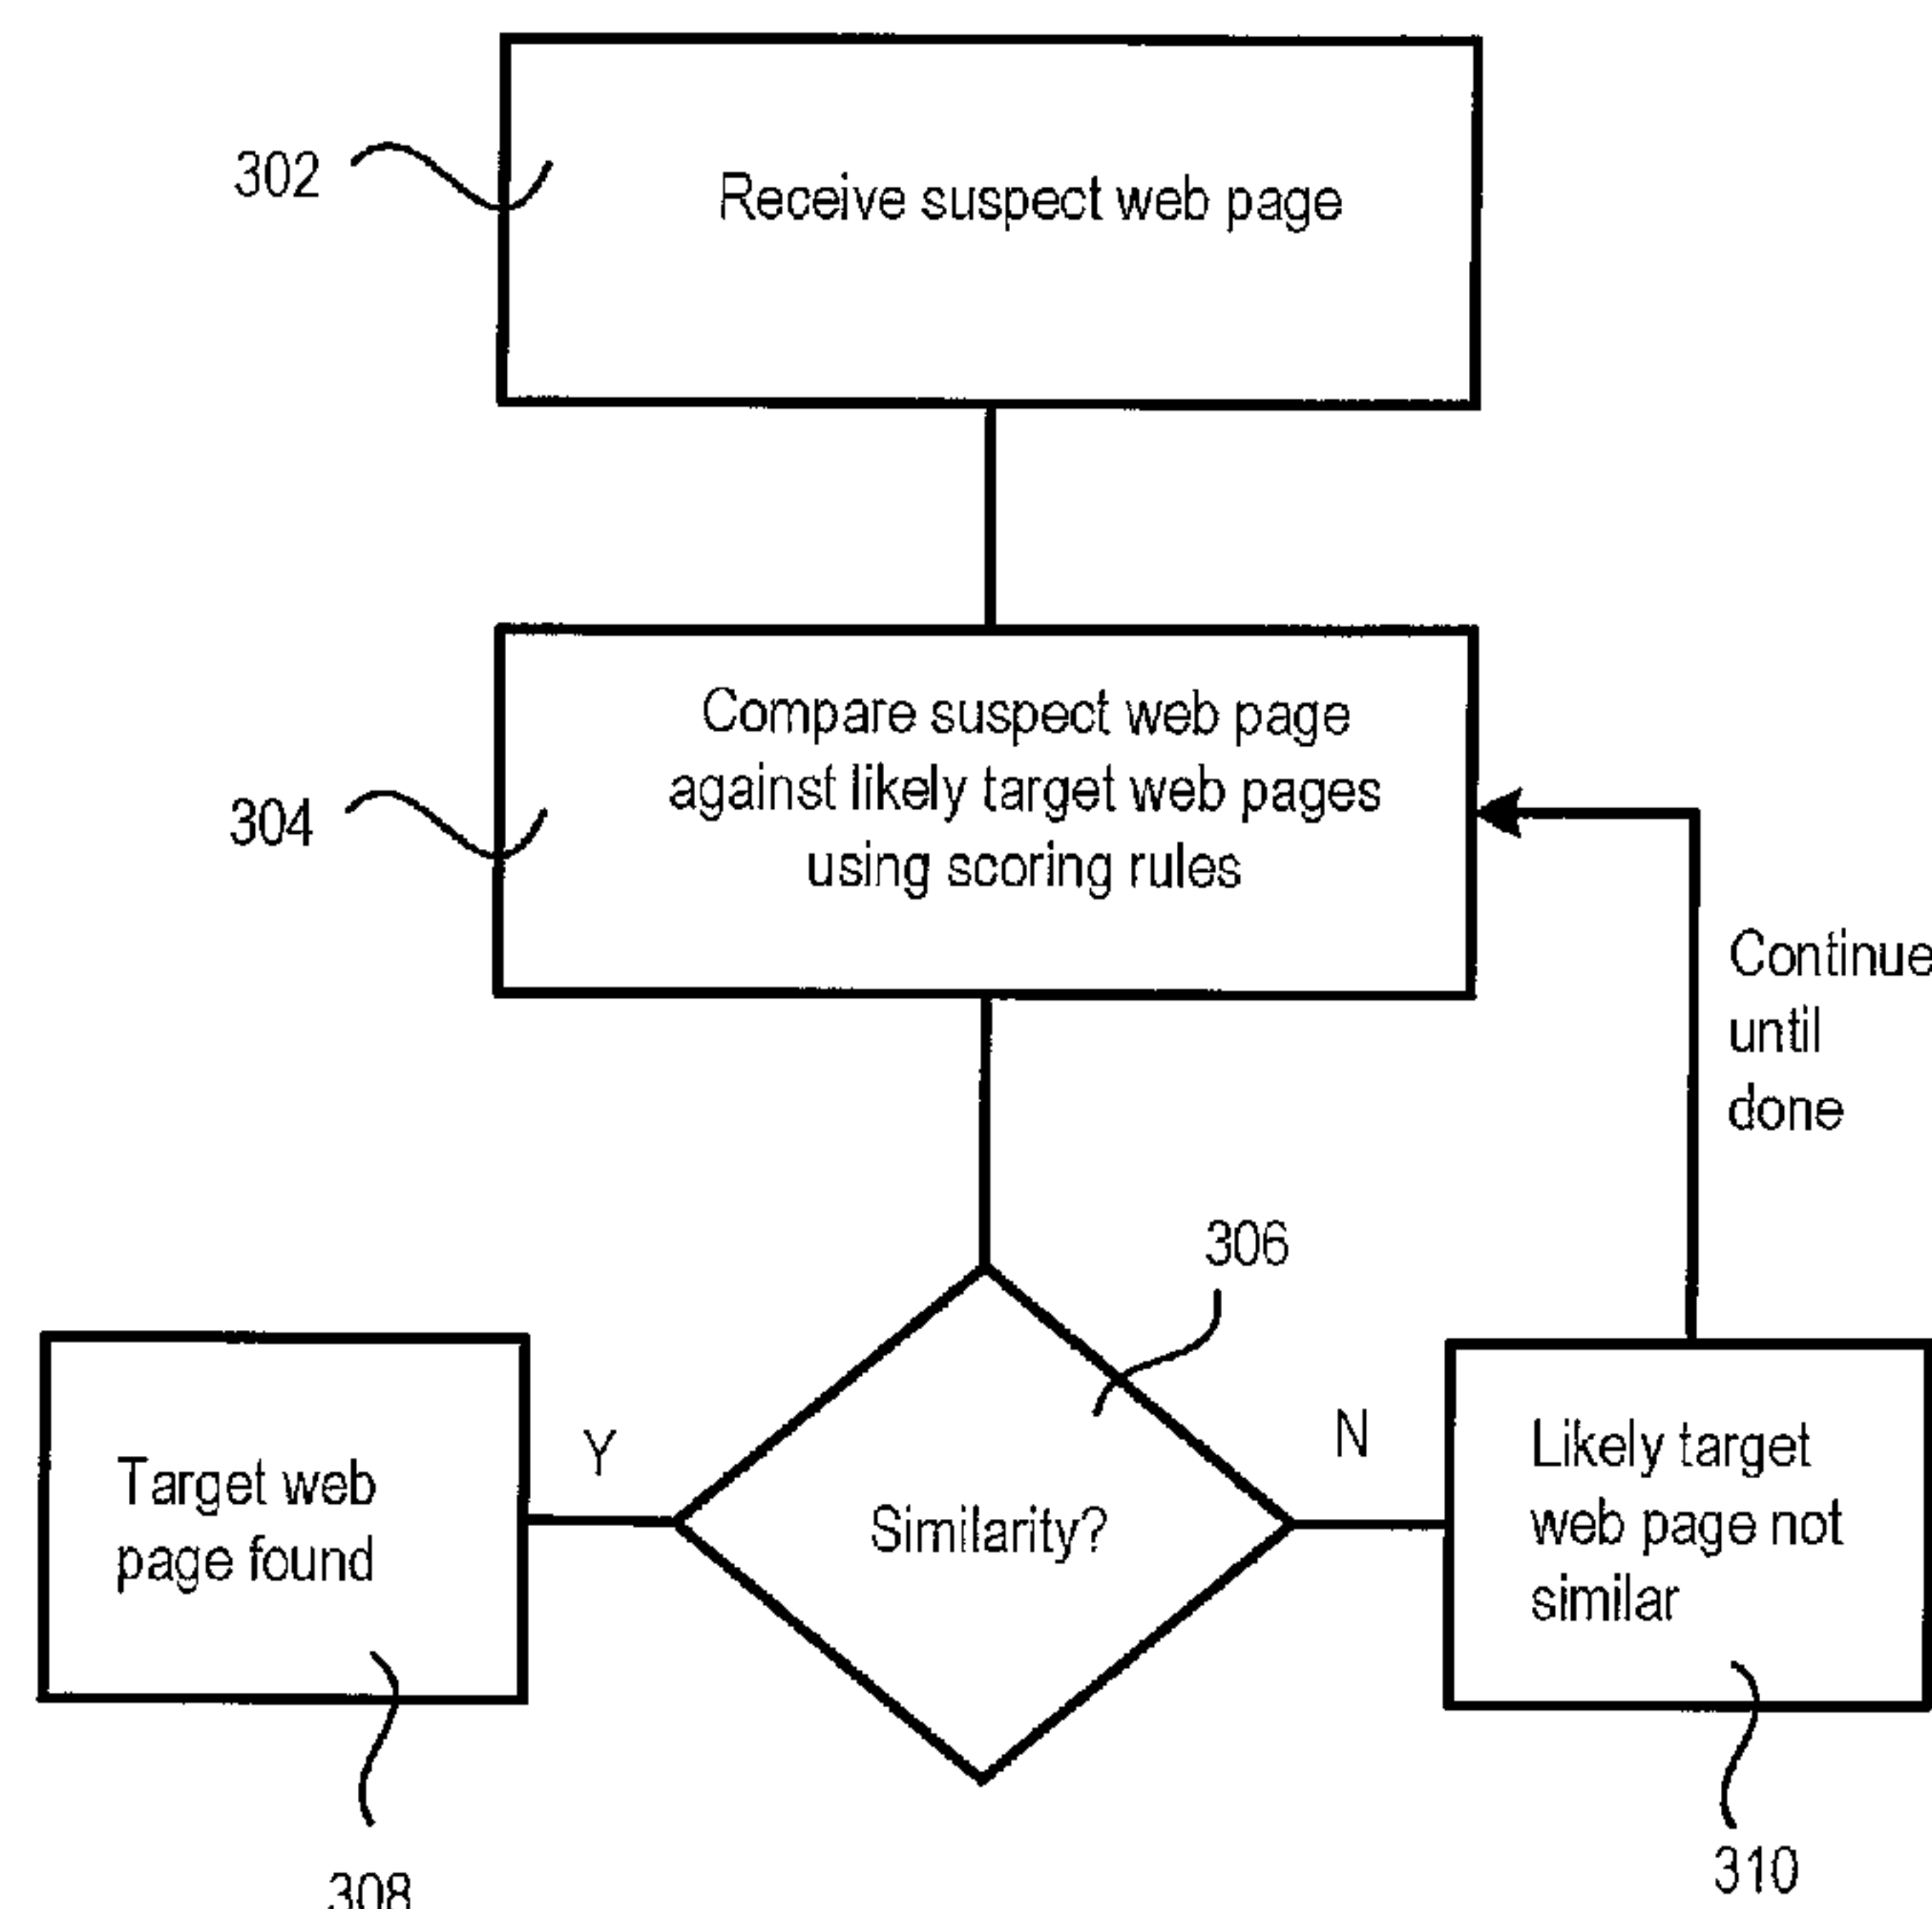 302
Receive suspect web page
304
Compare suspect web page
against likely target web pages
using scoring rules
Continue
until
done
306
Target web
page found
Y
Similarity?
N
Likely target
web page not
similar
308
310